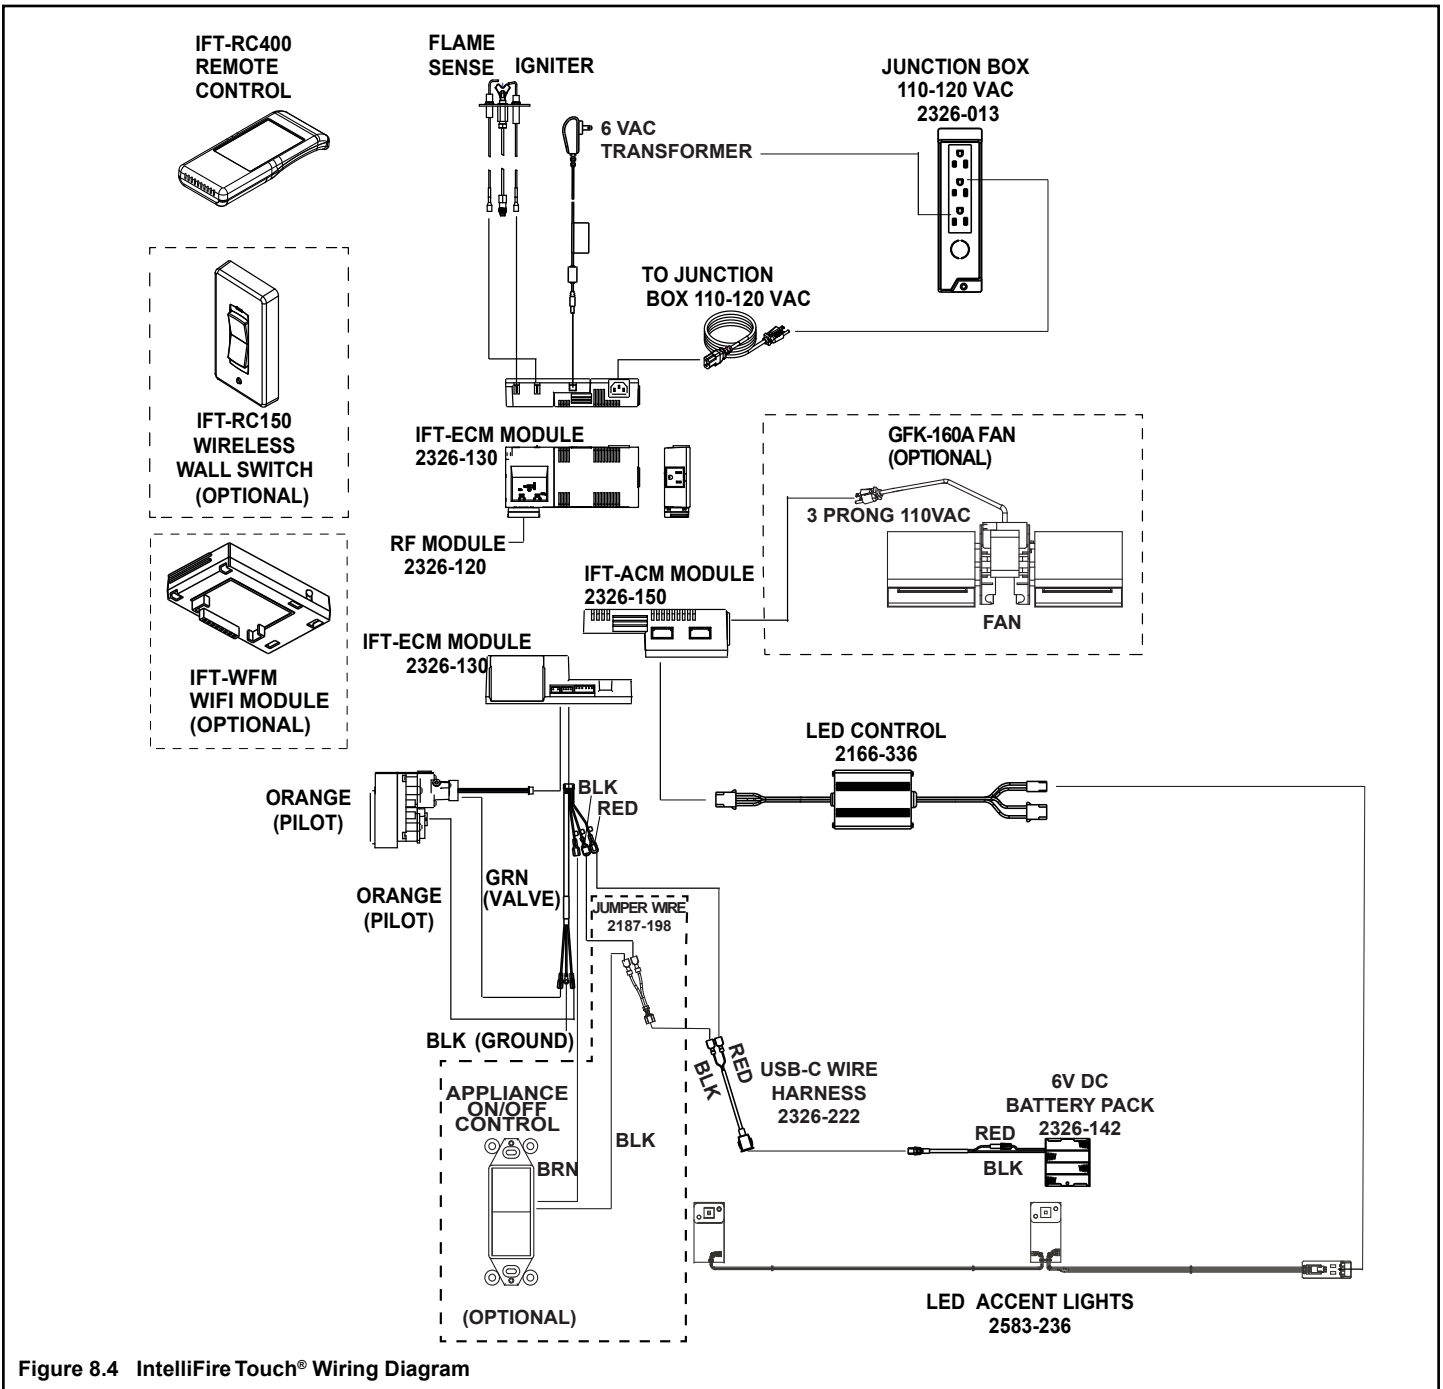 IFT-RC400
REMOTE
CONTROL
FLAME
SENSE
IGNITER
6 VAC
TRANSFORMER
JUNCTION BOX
110-120 VAC
2326-013
TO JUNCTION
BOX 110-120 VAC
IFT-RC150
WIRELESS
WALL SWITCH
(OPTIONAL)
IFT-ECM MODULE
2326-130
RF MODULE
2326-120
GFK-160A FAN
(OPTIONAL)
3 PRONG 110VAC
FAN
IFT-ACM MODULE
2326-150
IFT-WFM
WIFI MODULE
(OPTIONAL)
IFT-ECM MODULE
2326-130
LED CONTROL
2166-336
ORANGE
(PILOT)
BLK
RED
ORANGE
(PILOT)
GRN
(VALVE)
JUMPER WIRE
2187-198
BLK (GROUND)
APPLIANCE
ON/OFF
CONTROL
BRN
BLK
(OPTIONAL)
RED
BLK
USB-C WIRE
HARNESS
2326-222
6V DC
BATTERY PACK
2326-142
RED
BLK
LED ACCENT LIGHTS
2583-236
Figure 8.4 IntelliFire Touch® Wiring Diagram